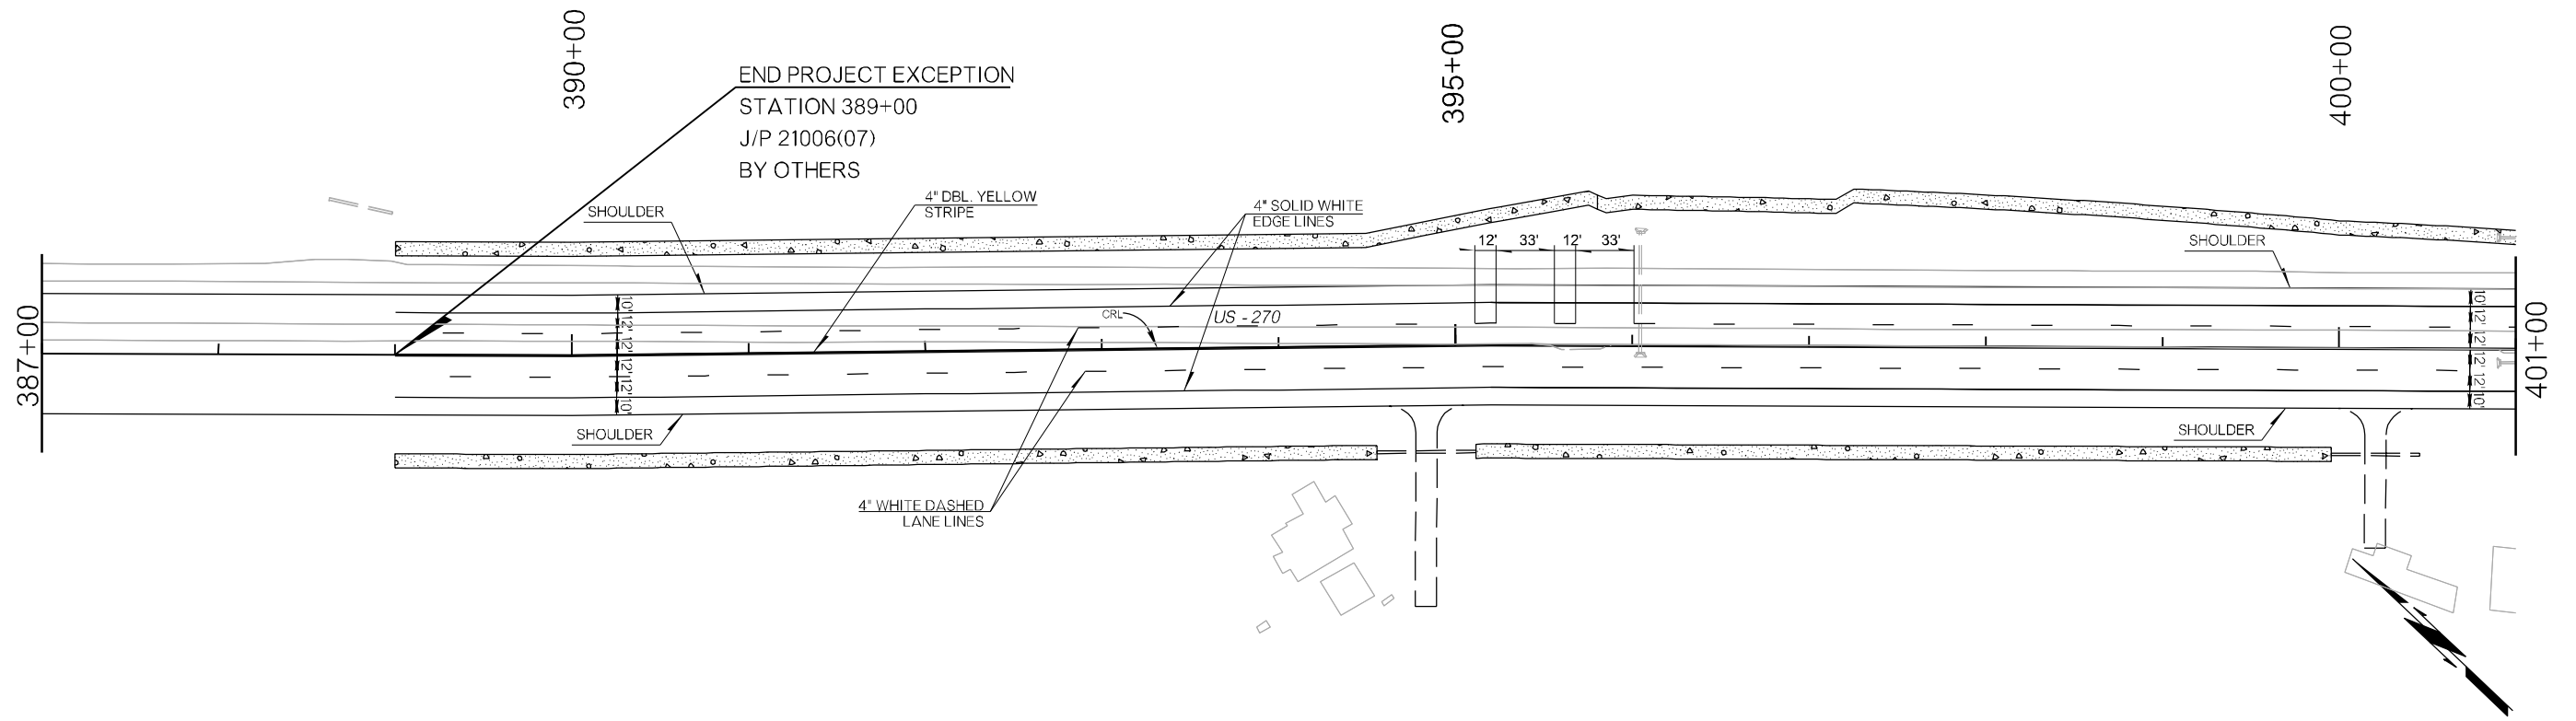 390+00
395+00
400+00
END PROJECT EXCEPTION
STATION 389+00
J/P 21006(07)
BY OTHERS
SHOULDER
4" DBL. YELLOW
STRIPE
4" SOLID WHITE
EDGE LINES
12' 33' 12' 33'
SHOULDER
CRL
US - 270
387+00
10'
12'
12'
12'
12'
10'
10'
12'
12'
12'
12'
10'
401+00
SHOULDER
SHOULDER
4" WHITE DASHED
LANE LINES